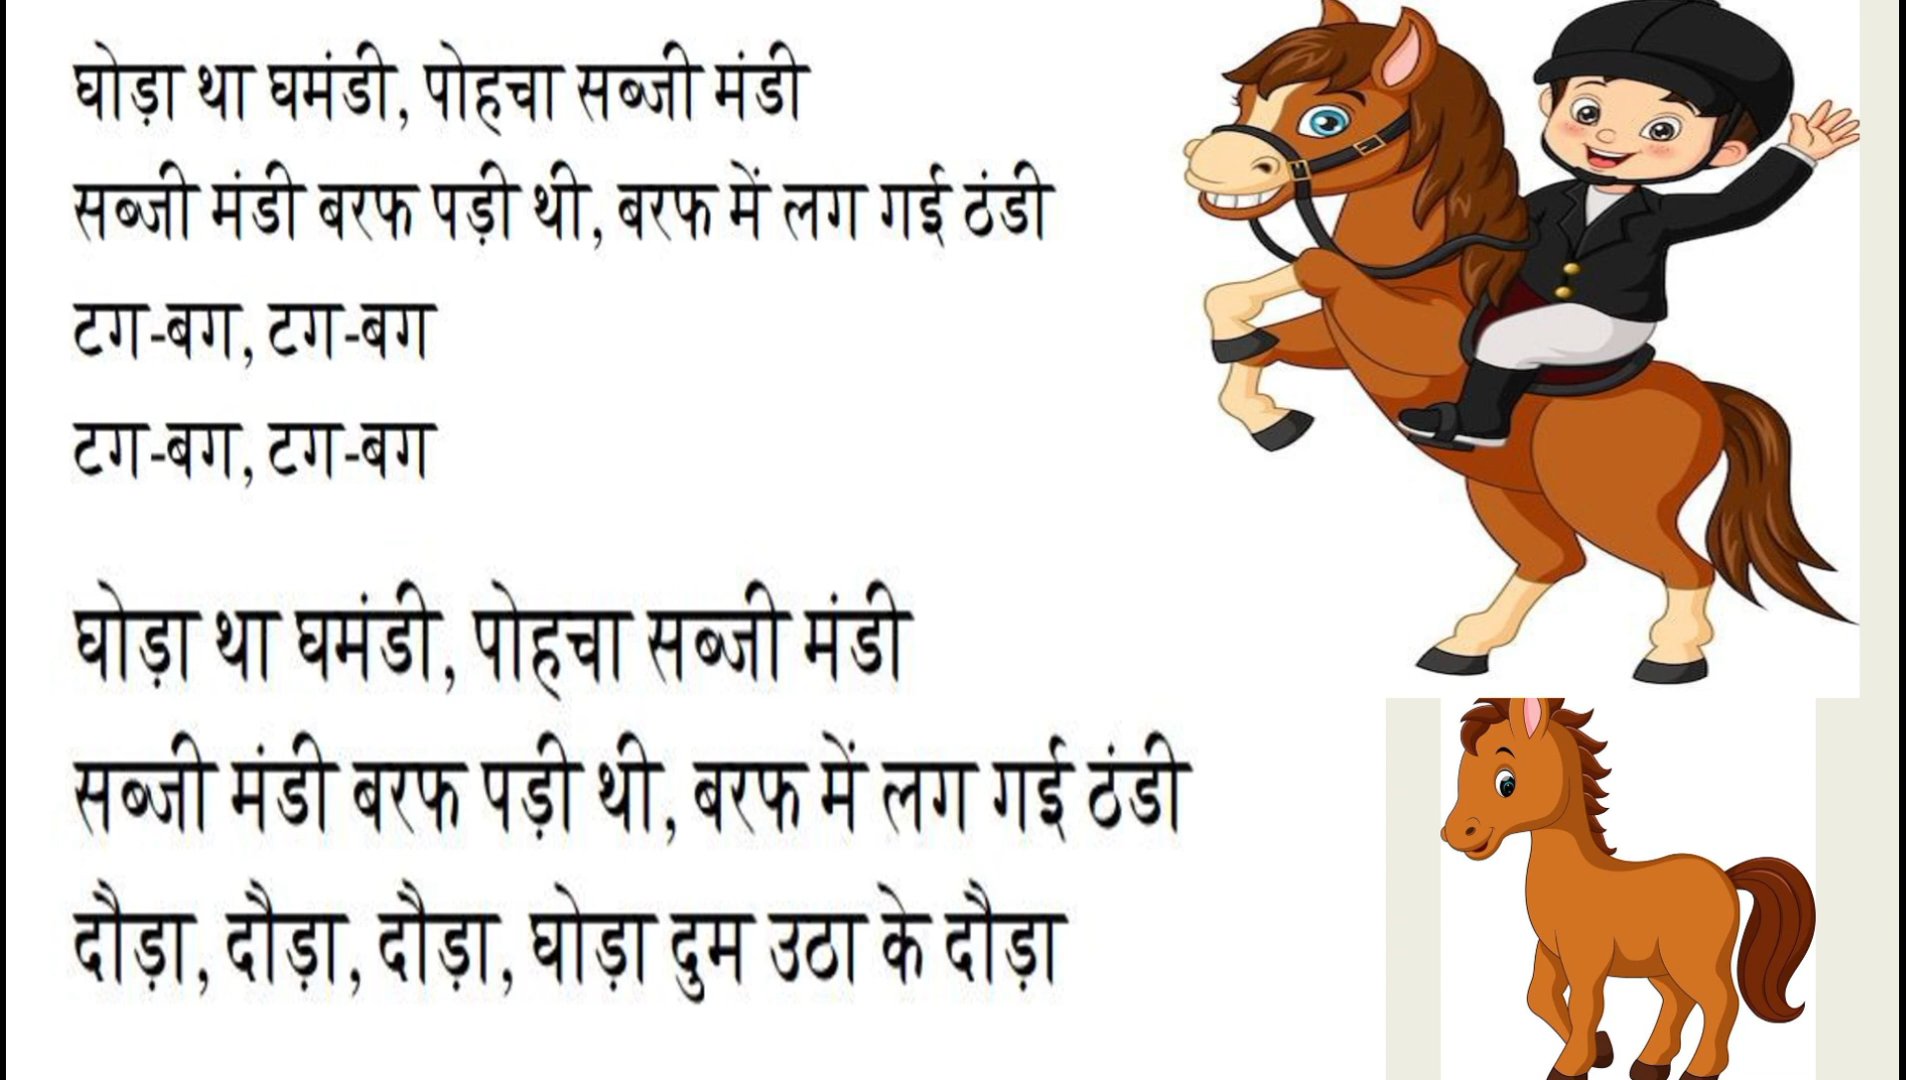 घोड़ा था घमंडी, पोहचा सब्जी मंडी
सब्जी मंडी बरफ पड़ी थी, बरफ में लग गई ठंडी
टग-बग, टग-बग
टग-बग, टग-बग
घोड़ा था घमंडी, पोहचा सब्जी मंडी
सब्जी मंडी बरफ पड़ी थी, बरफ में लग गई ठंडी
दौड़ा, दौड़ा, दौड़ा, घोड़ा दुम उठा के दौड़ा